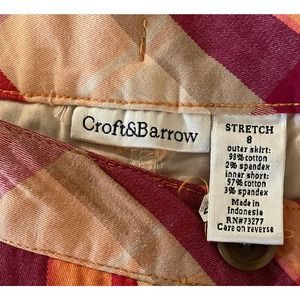 Croft&Barrow
STRETCH
8
outer skirt:
98% cotton
2% spandex
inner short:
97% cotton
3% spandex
Made in
Indonesia
RN#73277
Care on reverse